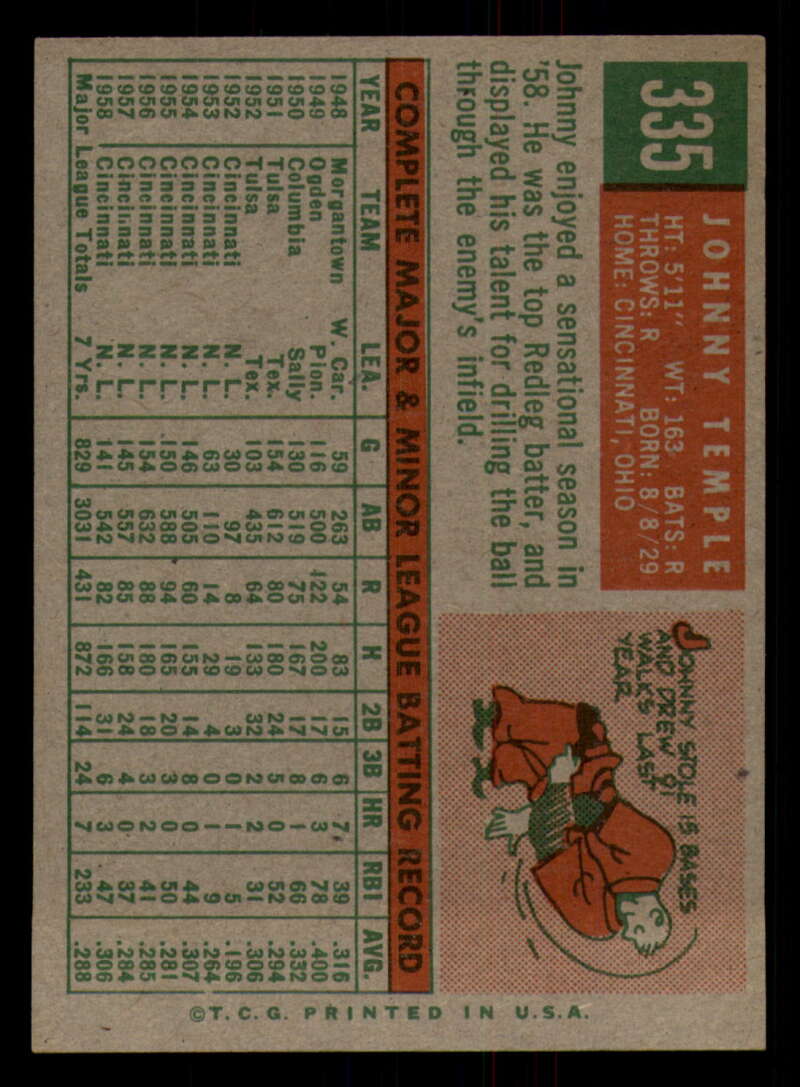 335
JOHNNY TEMPLE
HT: 5'11" WT: 163 BATS: R
THROWS: R BORN: 8/8/29
HOME: CINCINNATI, OHIO
Johnny enjoyed a sensational season in
'58. He was the top Redleg batter, and
displayed his talent for drilling the ball
through the enemy's infield.
JOHNNY STOLE 15 BASES
AND DREW 91
WALKS LAST
YEAR
COMPLETE MAJOR & MINOR LEAGUE BATTING RECORD
YEAR TEAM LEA. G AB R H 2B 3B HR RBI AVG.
1948 Morgantown W. Car. 59 263 54 83 15 6 7 39 .316
1949 Ogden Pion. 116 500 122 200 17 6 3 78 .400
1950 Columbia Sally 130 519 75 167 17 8 1 66 .332
1951 Tulsa Tex. 154 612 80 180 24 5 0 52 .294
1952 Tulsa Tex. 103 435 64 133 32 2 2 31 .306
1952 Cincinnati N. L. 30 97 8 19 3 0 1 5 .196
1953 Cincinnati N. L. 63 110 14 29 4 0 1 9 .264
1954 Cincinnati N. L. 146 505 60 155 14 8 0 44 .307
1955 Cincinnati N. L. 150 588 94 165 20 3 0 50 .281
1956 Cincinnati N. L. 154 632 88 180 18 3 2 41 .285
1957 Cincinnati N. L. 145 557 85 158 24 4 0 37 .284
1958 Cincinnati N. L. 141 542 82 166 31 6 3 47 .306
Major League Totals 7 Yrs. 829 3031 431 872 114 24 7 233 .288
©T.C.G. PRINTED IN U.S.A.